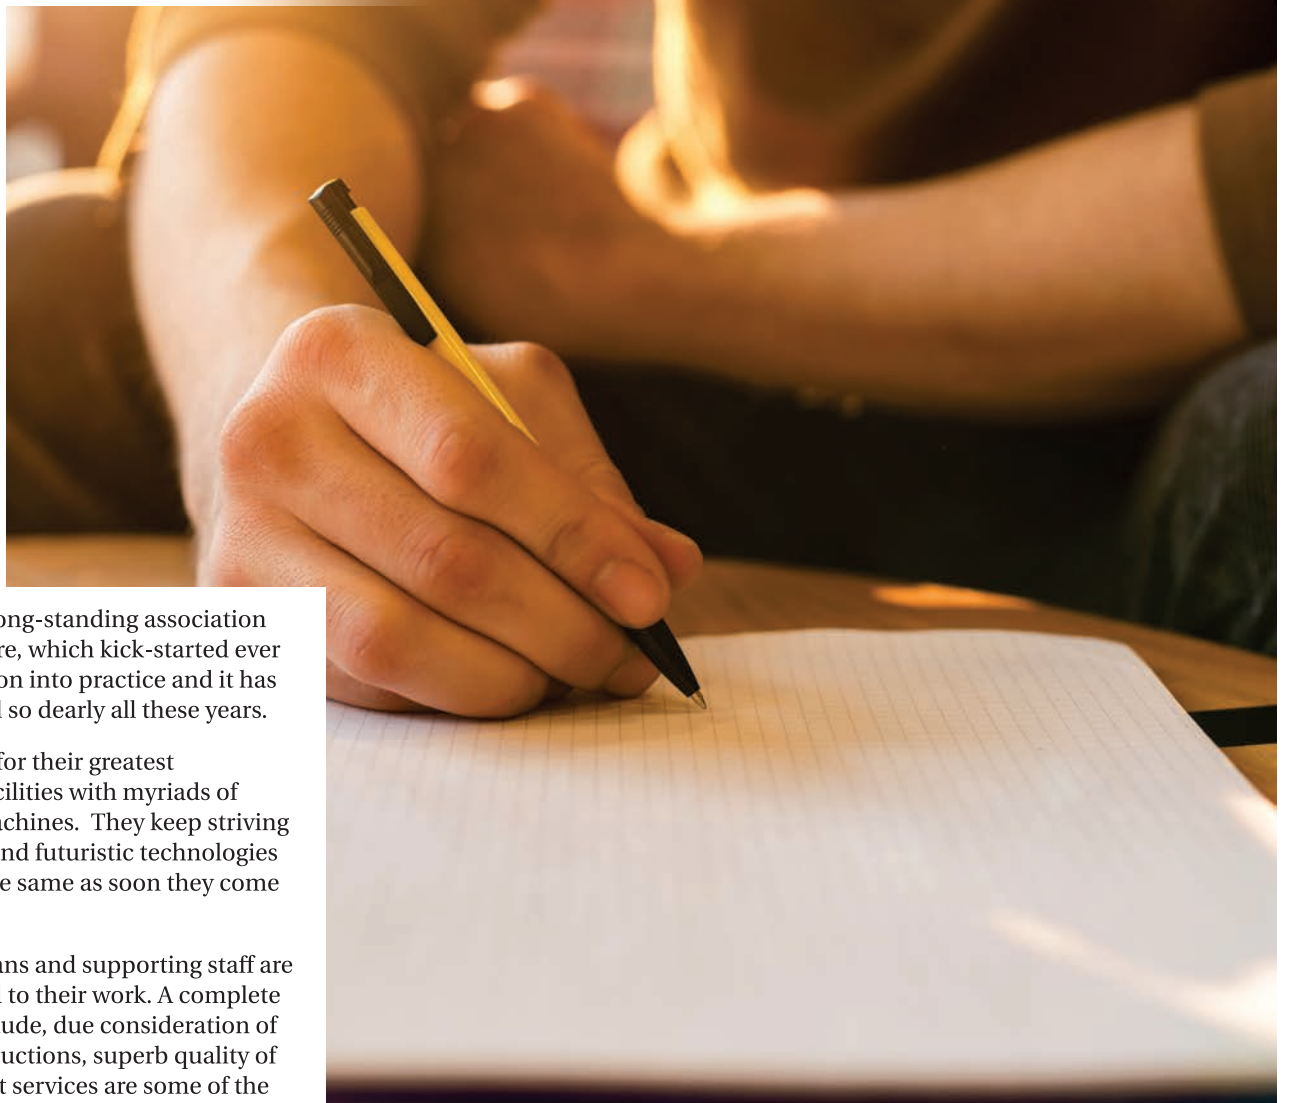 ong-standing association
re, which kick-started ever
on into practice and it has
l so dearly all these years.
for their greatest
cilities with myriads of
achines.  They keep striving
nd futuristic technologies
e same as soon they come
ans and supporting staff are
l to their work. A complete
tude, due consideration of
uctions, superb quality of
t services are some of the